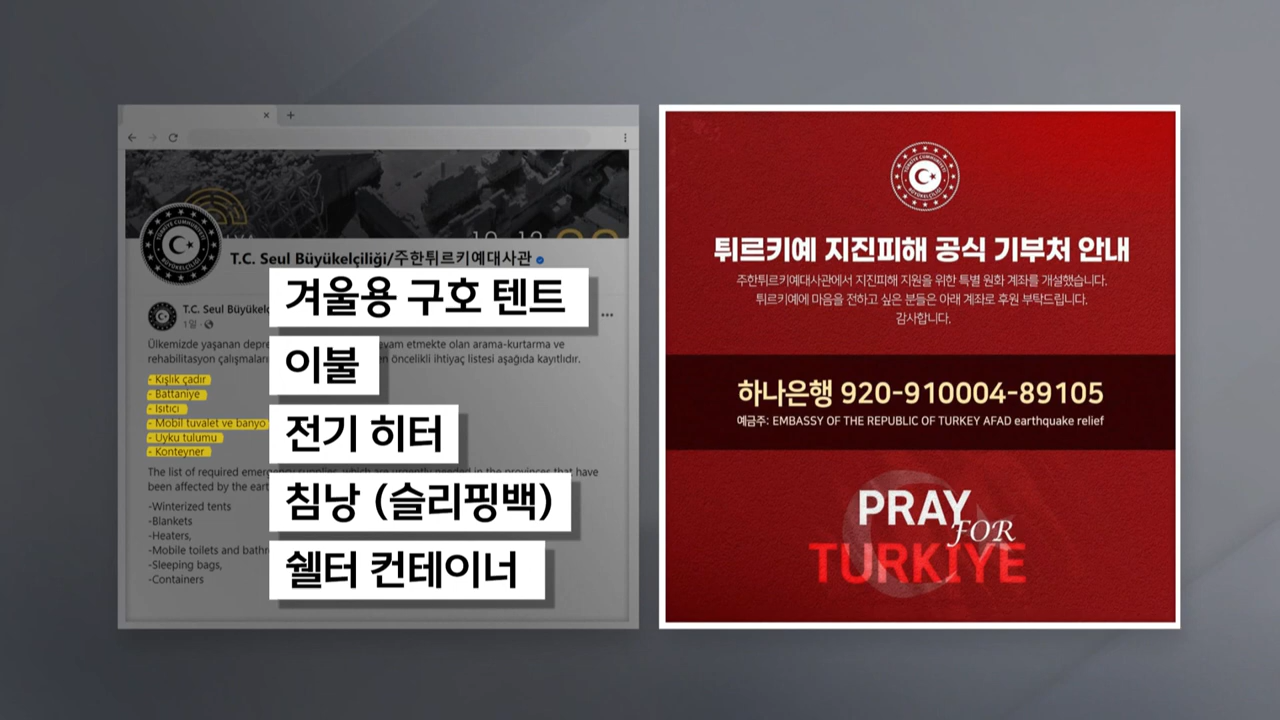 T.C. Seul Büyükelçiliği/주한튀르키예대사관
T.C. Seul Büyükelç
1일
Ülkemizde yaşanan depre
vam etmekte olan arama-kurtarma ve
rehabilitasyon çalışmaları
en öncelikli ihtiyaç listesi aşağıda kayıtlıdır.
- Kışlık çadır
- Battaniye
- Isıtıcı
- Mobil tuvalet ve banyo
- Uyku tulumu
- Konteyner
The list of required emergency supplies, which are urgently needed in the provinces that have
been affected by the eart
-Winterized tents
-Blankets
-Heaters,
-Mobile toilets and bathr
-Sleeping bags,
-Containers
겨울용 구호 텐트
이불
전기 히터
침낭 (슬리핑백)
쉘터 컨테이너
튀르키예 지진피해 공식 기부처 안내
주한튀르키예대사관에서 지진피해 지원을 위한 특별 원화 계좌를 개설했습니다.
튀르키예에 마음을 전하고 싶은 분들은 아래 계좌로 후원 부탁드립니다.
감사합니다.
하나은행 920-910004-89105
예금주: EMBASSY OF THE REPUBLIC OF TURKEY AFAD earthquake relief
PRAY
FOR
TURKIYE